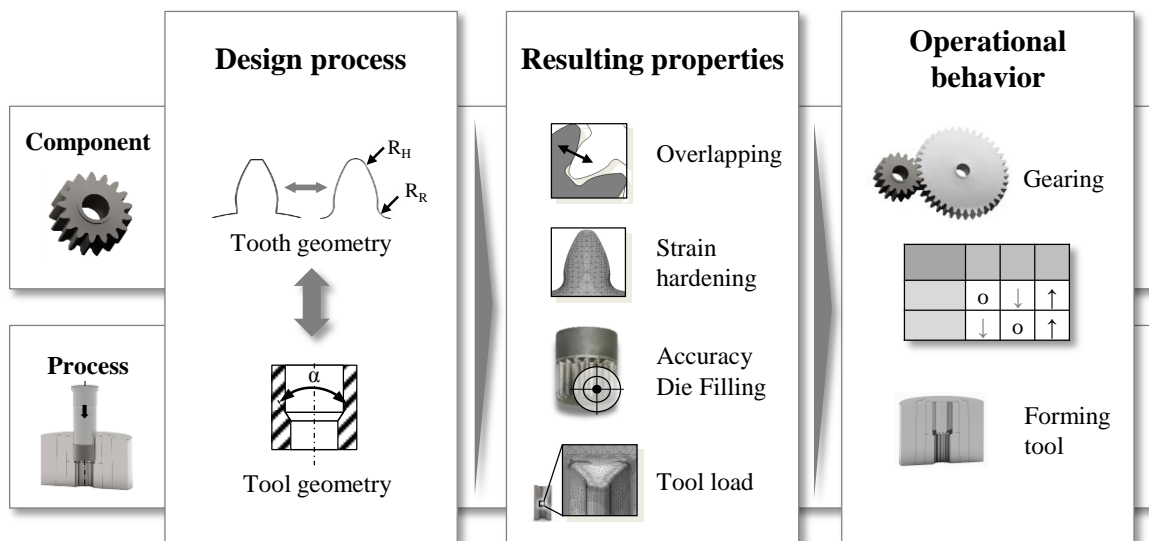 Design process
Resulting properties
Operational
behavior
Component
R_H
R_R
Tooth geometry
Overlapping
Gearing
Strain
hardening
o ↓ ↑
↓ o ↑
Process
α
Tool geometry
Accuracy
Die Filling
Forming
tool
Tool load